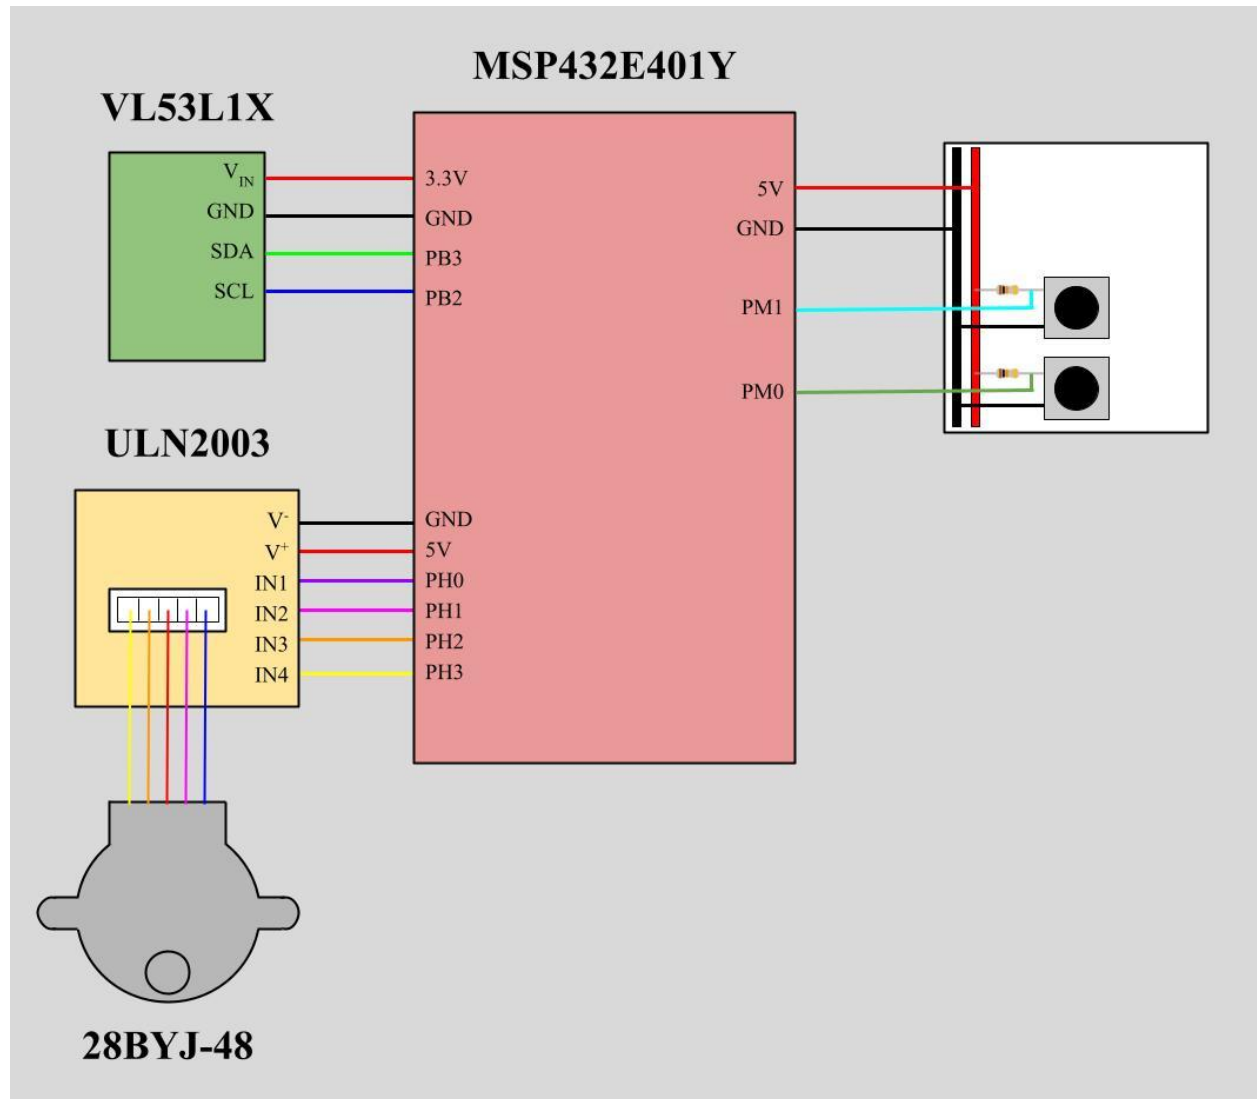 MSP432E401Y
VL53L1X
VIN
GND
SDA
SCL
3.3V
GND
PB3
PB2
5V
GND
PM1
PM0
ULN2003
V-
V+
IN1
IN2
IN3
IN4
GND
5V
PH0
PH1
PH2
PH3
28BYJ-48